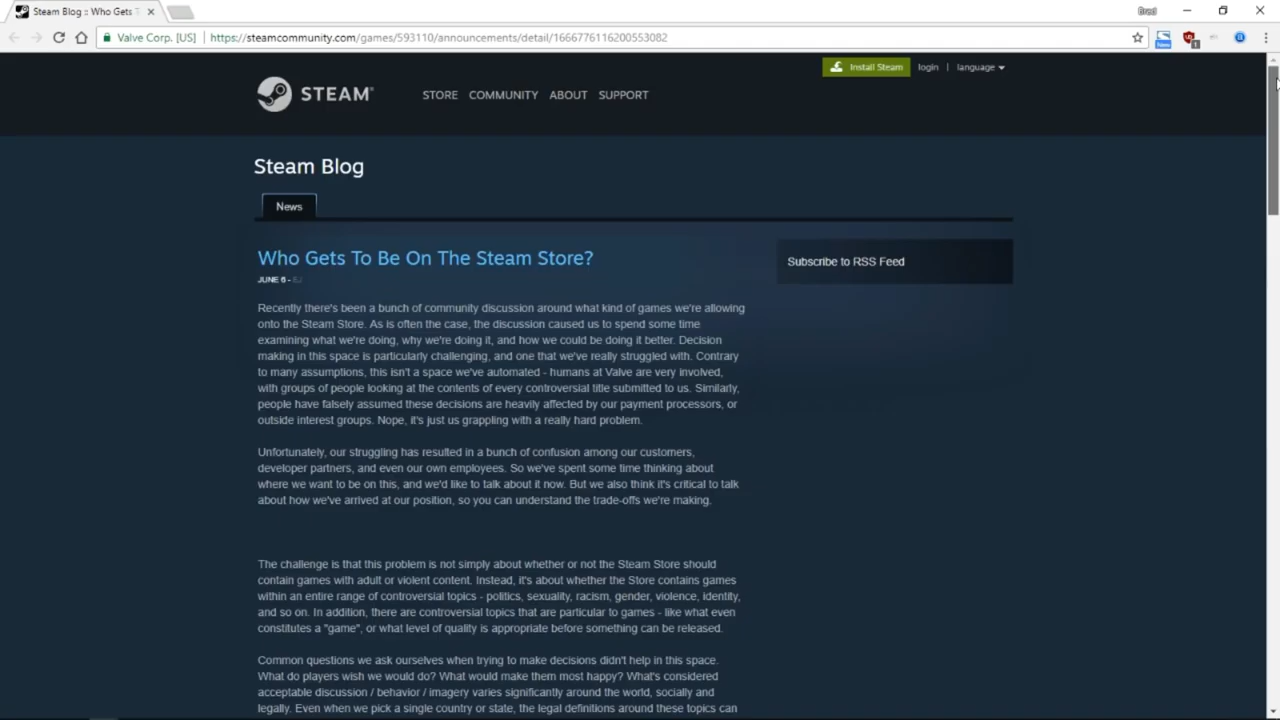 Steam Blog :: Who Gets T
Brad
Valve Corp. [US]
https://steamcommunity.com/games/593110/announcements/detail/1666776116200553082
New
1
Install Steam
login | language
STEAM®
STORE COMMUNITY ABOUT SUPPORT
Steam Blog
News
Who Gets To Be On The Steam Store?
JUNE 6 - EJ
Subscribe to RSS Feed
Recently there's been a bunch of community discussion around what kind of games we're allowing
onto the Steam Store. As is often the case, the discussion caused us to spend some time
examining what we're doing, why we're doing it, and how we could be doing it better. Decision
making in this space is particularly challenging, and one that we've really struggled with. Contrary
to many assumptions, this isn't a space we've automated - humans at Valve are very involved,
with groups of people looking at the contents of every controversial title submitted to us. Similarly,
people have falsely assumed these decisions are heavily affected by our payment processors, or
outside interest groups. Nope, it's just us grappling with a really hard problem.
Unfortunately, our struggling has resulted in a bunch of confusion among our customers,
developer partners, and even our own employees. So we've spent some time thinking about
where we want to be on this, and we'd like to talk about it now. But we also think it's critical to talk
about how we've arrived at our position, so you can understand the trade-offs we're making.
The challenge is that this problem is not simply about whether or not the Steam Store should
contain games with adult or violent content. Instead, it's about whether the Store contains games
within an entire range of controversial topics - politics, sexuality, racism, gender, violence, identity,
and so on. In addition, there are controversial topics that are particular to games - like what even
constitutes a "game", or what level of quality is appropriate before something can be released.
Common questions we ask ourselves when trying to make decisions didn't help in this space.
What do players wish we would do? What would make them most happy? What's considered
acceptable discussion / behavior / imagery varies significantly around the world, socially and
legally. Even when we pick a single country or state, the legal definitions around these topics can